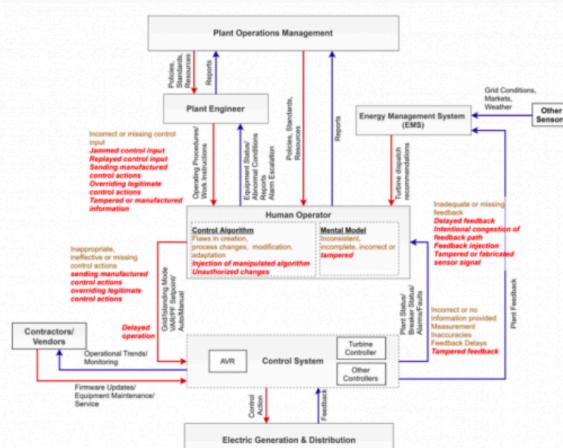 Plant Operations Management
Policies,
Standards,
Resources
Reports
Plant Engineer
Policies, Standards,
Resources
Reports
Grid Conditions,
Markets,
Weather
Other
Sensor
Energy Management System
(EMS)
Incorrect or missing control
input
Jammed control input
Replayed control input
Sending manufactured
control actions
Overriding legitimate
control actions
Tampered or manufactured
information
Operating Procedures/
Work Instructions
Equipment Status/
Abnormal Conditions
Reports
Alarm Escalation
Turbine dispatch
recommendations
Human Operator
Control Algorithm
Flaws in creation,
process changes, modification,
adaptation
Injection of manipulated algorithm
Unauthorized changes
Mental Model
Inconsistent,
incomplete, incorrect or
tampered
Inadequate or missing
feedback
Delayed feedback
Intentional congestion of
feedback path
Feedback injection
Tampered or fabricated
sensor signal
Inappropriate,
ineffective or missing
control actions
sending manufactured
control actions
overriding legitimate
control actions
Delayed
operation
Grid/Islanding Mode
VAR/PF Setpoint/
Auto/Manual
Plant Status/
Breaker Status/
Alarms/Faults
Incorrect or no
information provided
Measurement
Inaccuracies
Feedback Delays
Tampered feedback
Plant Feedback
Contractors/
Vendors
Operational Trends/
Monitoring
Firmware Updates/
Equipment Maintenance/
Service
AVR
Control System
Turbine
Controller
Other
Controllers
Control
Action
Feedback
Electric Generation & Distribution